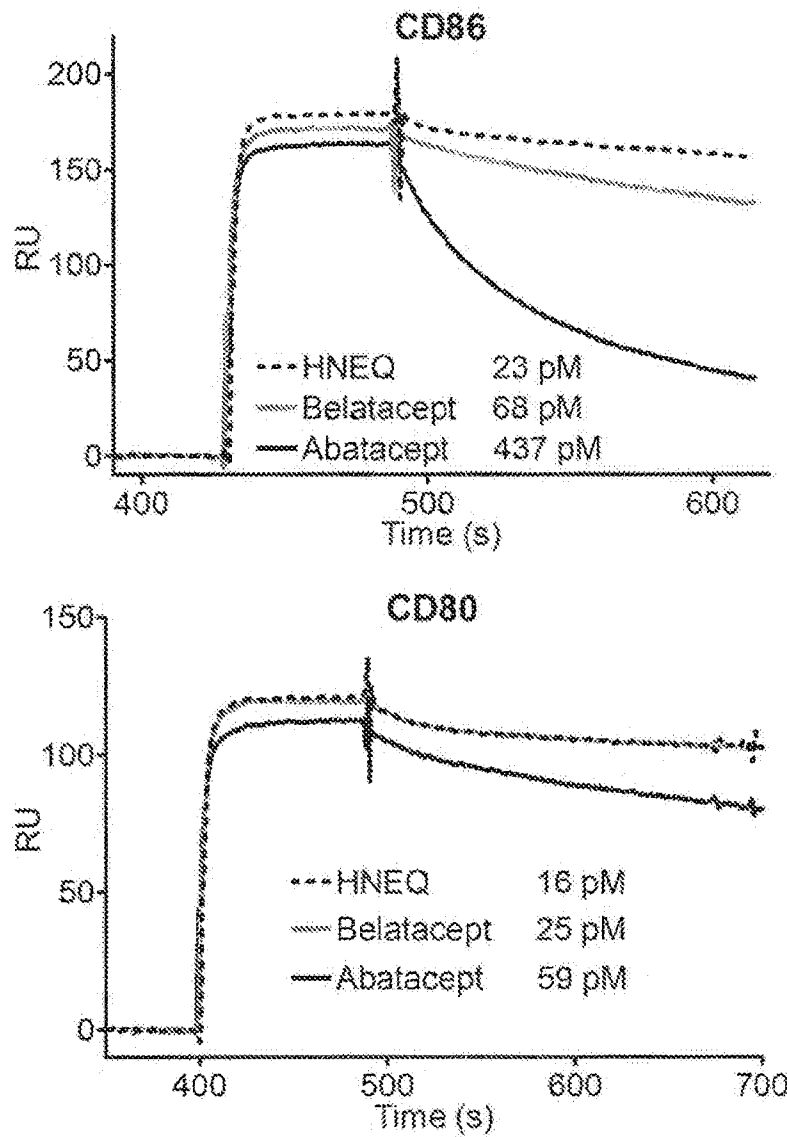 CD86
200
150
100
50
0
RU
HNEQ 23 pM
Belatacept 68 pM
Abatacept 437 pM
400 500 600
Time (s)
CD80
150
100
50
0
RU
HNEQ 16 pM
Belatacept 25 pM
Abatacept 59 pM
400 500 600 700
Time (s)